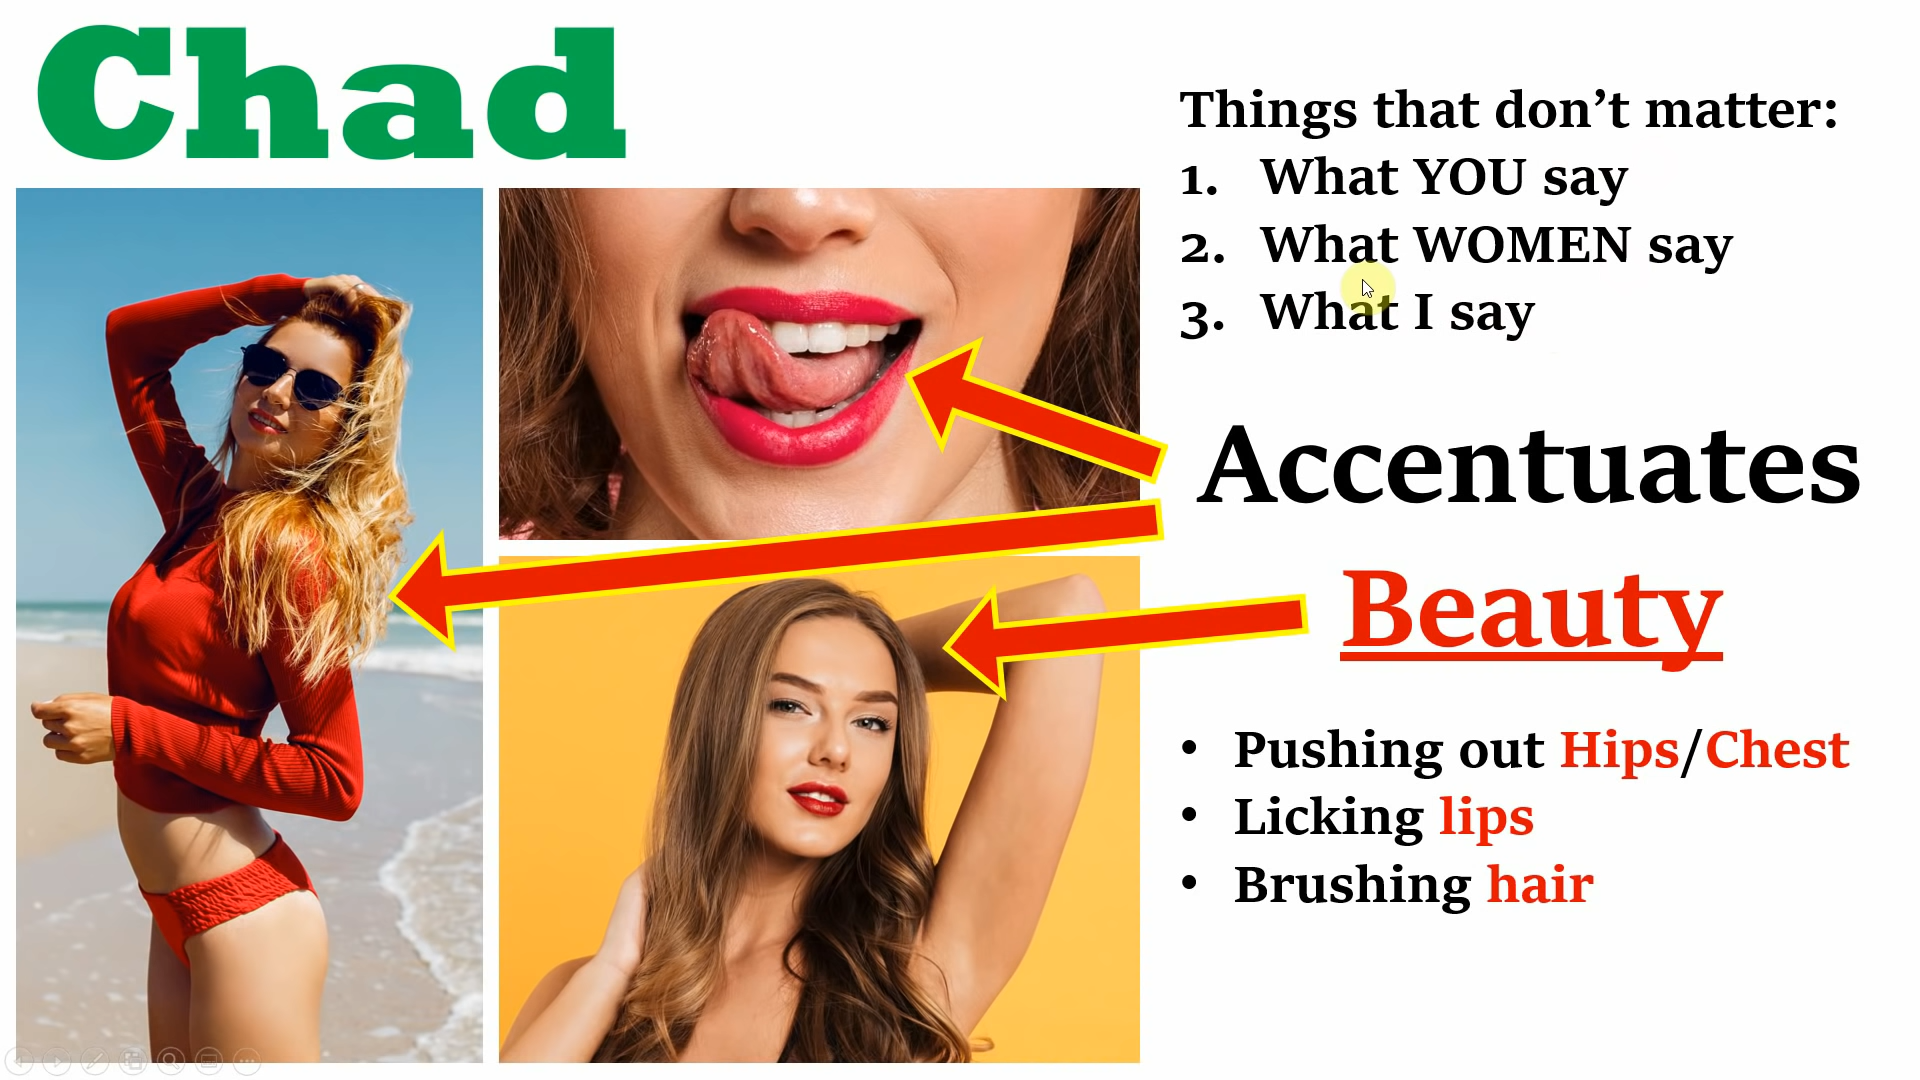 Chad
Things that don’t matter:
1. What YOU say
2. What WOMEN say
3. What I say
Accentuates
Beauty
• Pushing out Hips/Chest
• Licking lips
• Brushing hair